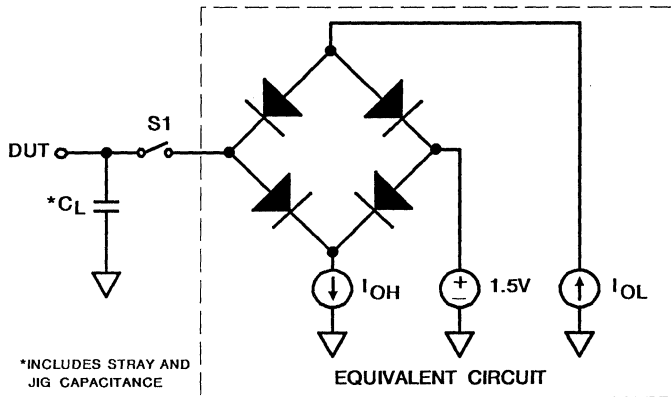 S1
DUT
*CL
IOH
+
−
1.5V
IOL
*INCLUDES STRAY AND
JIG CAPACITANCE
EQUIVALENT CIRCUIT